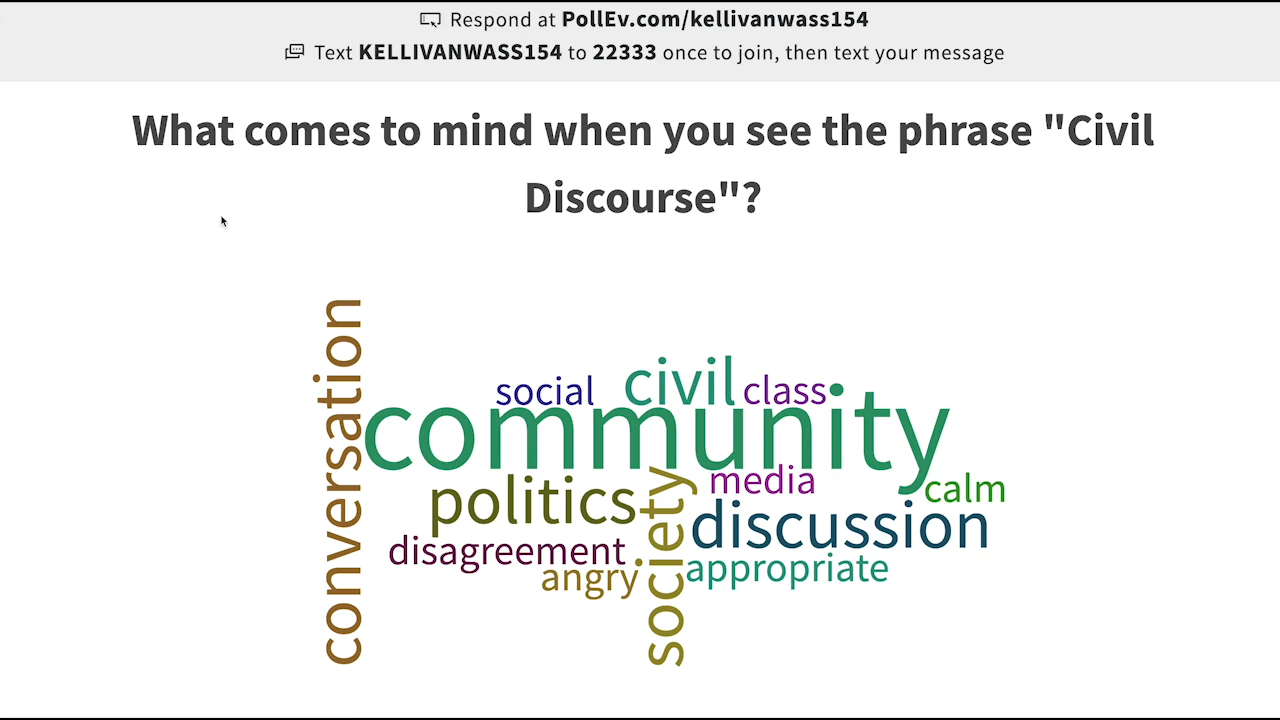 Respond at PollEv.com/kellivanwass154
Text KELLIVANWASS154 to 22333 once to join, then text your message
What comes to mind when you see the phrase "Civil
Discourse"?
conversation
social
civil
class
community
media
calm
politics
society
discussion
disagreement
angry
appropriate